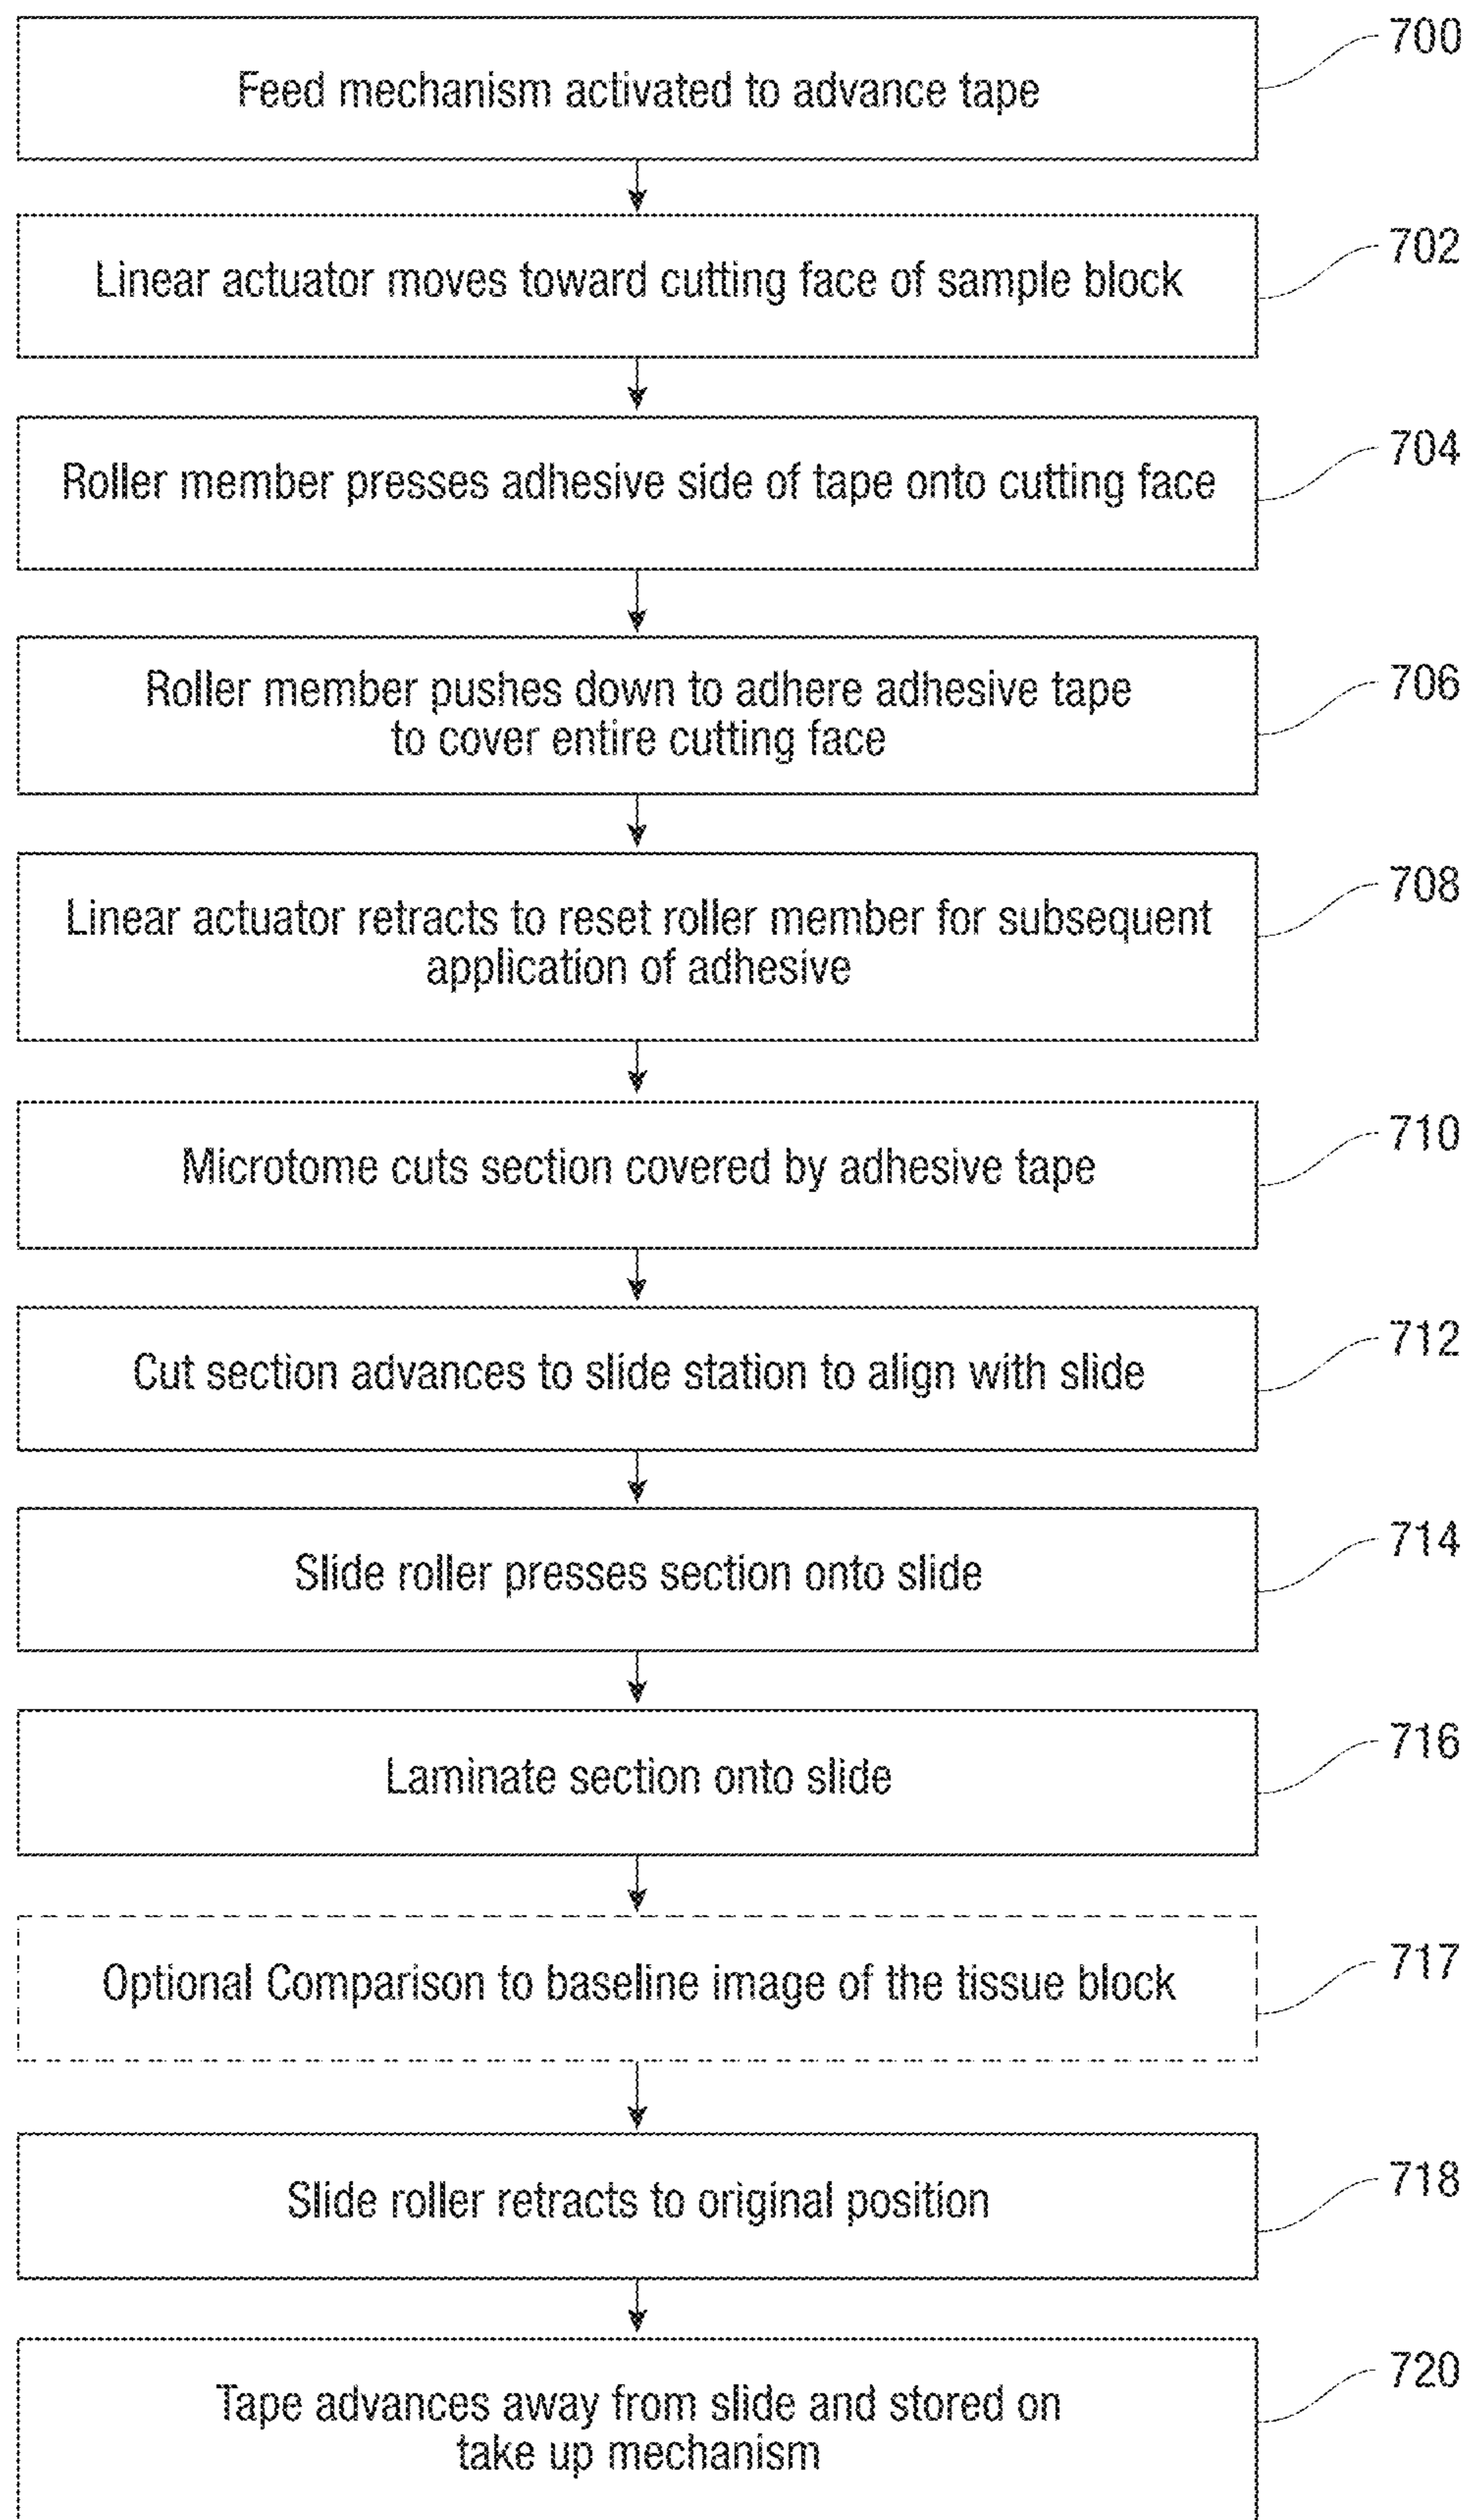 Feed mechanism activated to advance tape
700
Linear actuator moves toward cutting face of sample block
702
Roller member presses adhesive side of tape onto cutting face
704
Roller member pushes down to adhere adhesive tape
to cover entire cutting face
706
Linear actuator retracts to reset roller member for subsequent
application of adhesive
708
Microtome cuts section covered by adhesive tape
710
Cut section advances to slide station to align with slide
712
Slide roller presses section onto slide
714
Laminate section onto slide
716
Optional Comparison to baseline image of the tissue block
717
Slide roller retracts to original position
718
Tape advances away from slide and stored on
take up mechanism
720